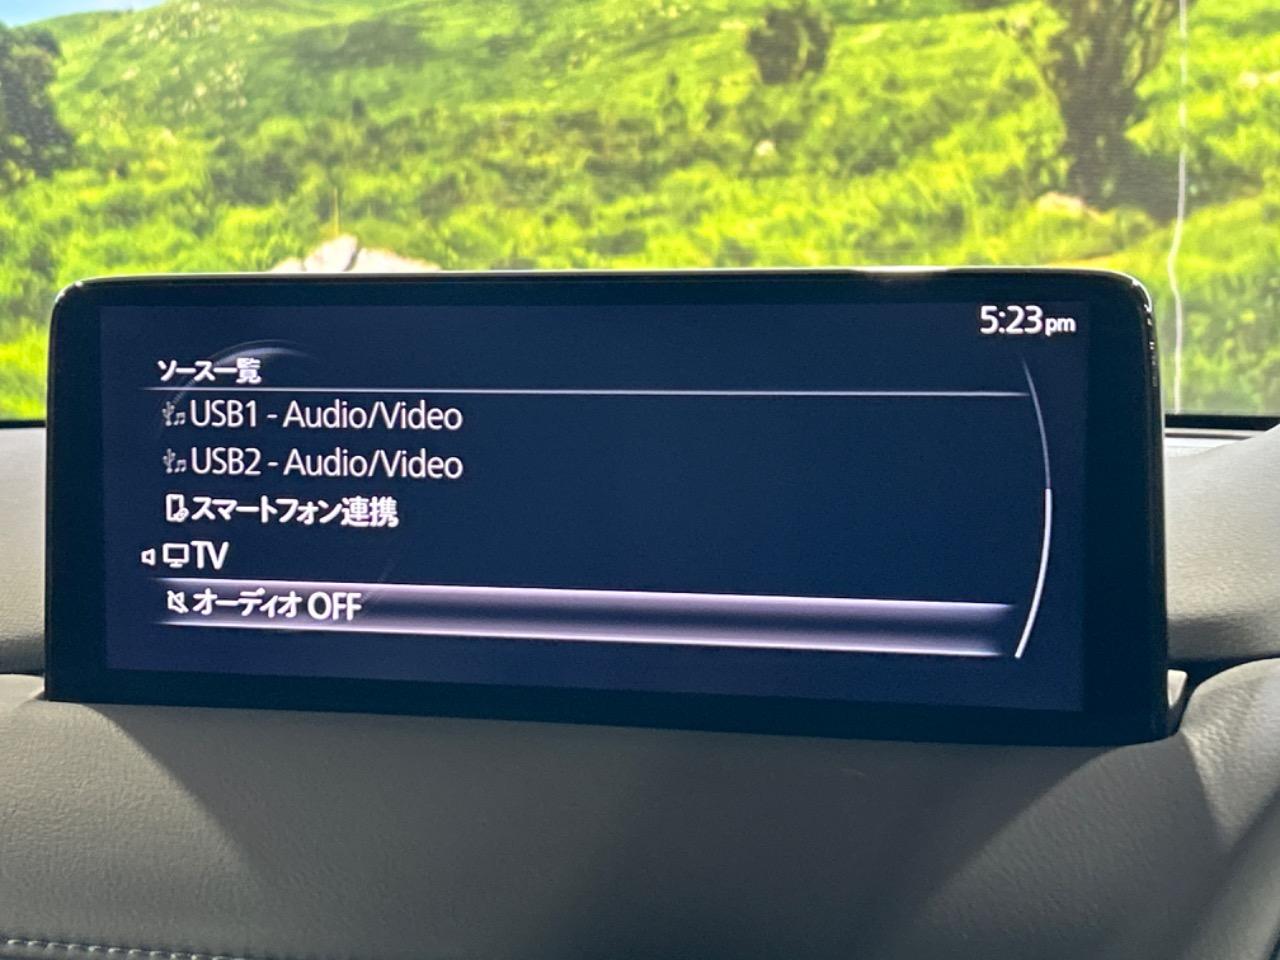 5:23pm
ソース一覧
USB1 - Audio/Video
USB2 - Audio/Video
スマートフォン連携
TV
オーディオ OFF